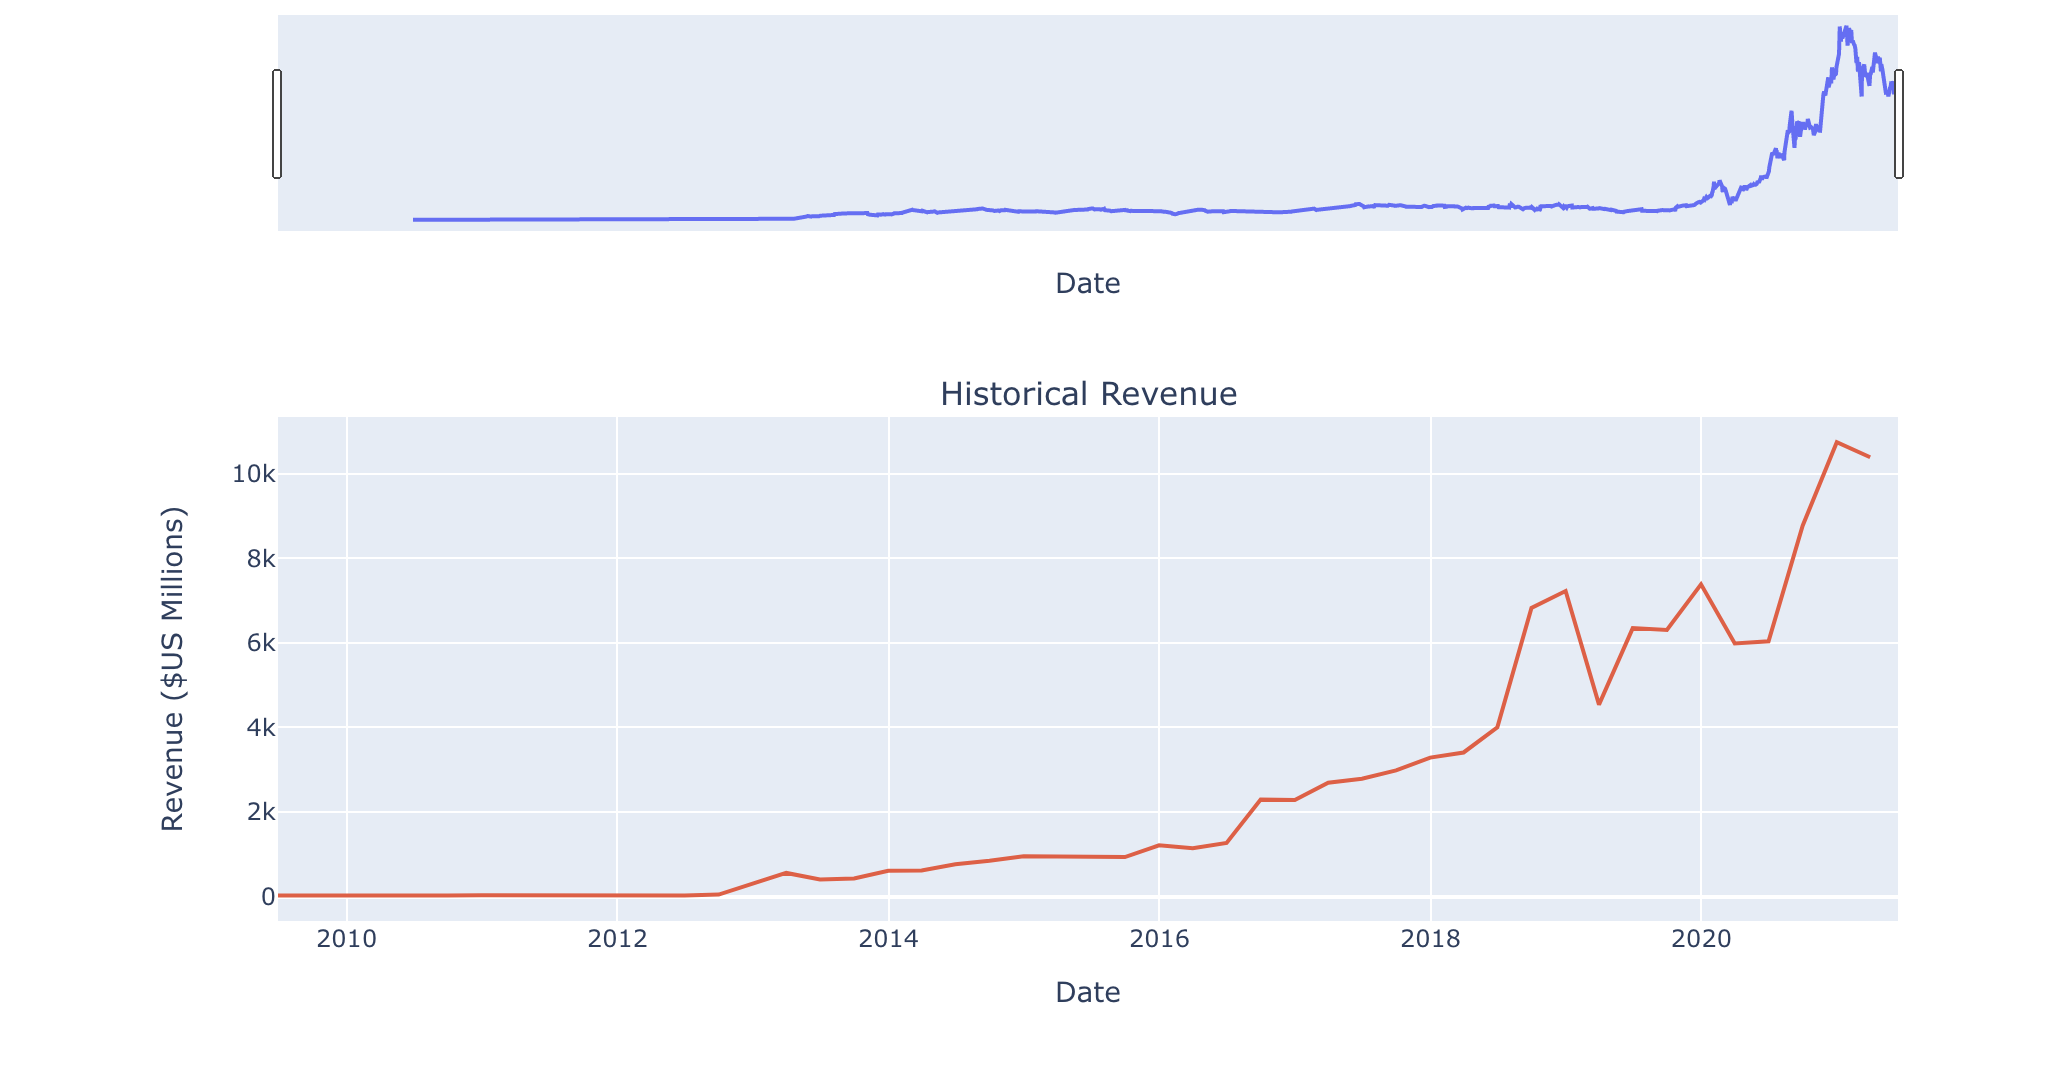 Date
Historical Revenue
10k
8k
6k
4k
2k
0
Revenue ($US Millions)
2010 2012 2014 2016 2018 2020
Date